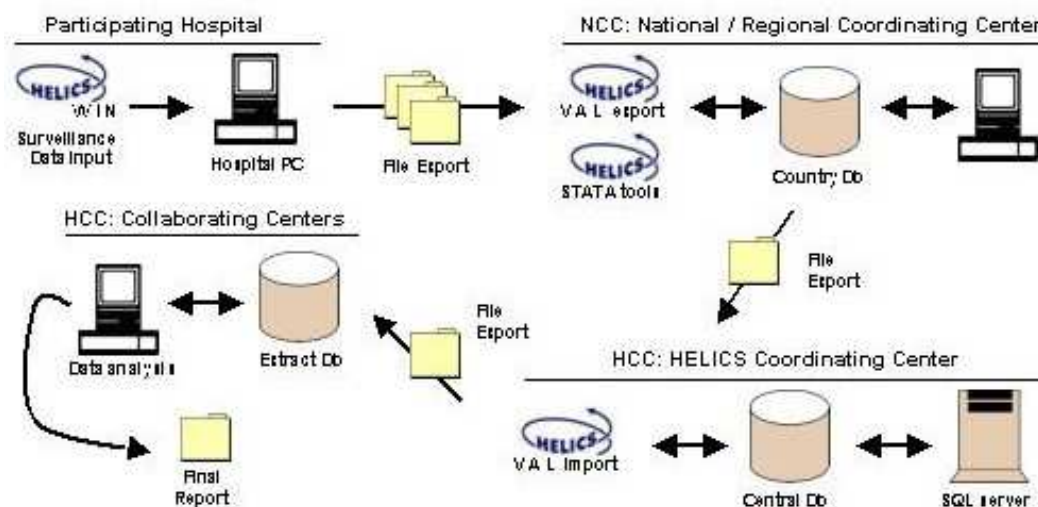 Participating Hospital
HELICS
WIN
Surveillance
Data Input
Hospital PC
File Export
NCC: National / Regional Coordinating Center
HELICS
VAL export
HELICS
STATA tools
Country Db
File
Export
HCC: Collaborating Centers
Data analysis
Extract Db
File
Export
Final
Report
HCC: HELICS Coordinating Center
HELICS
VAL Import
Central Db
SQL server